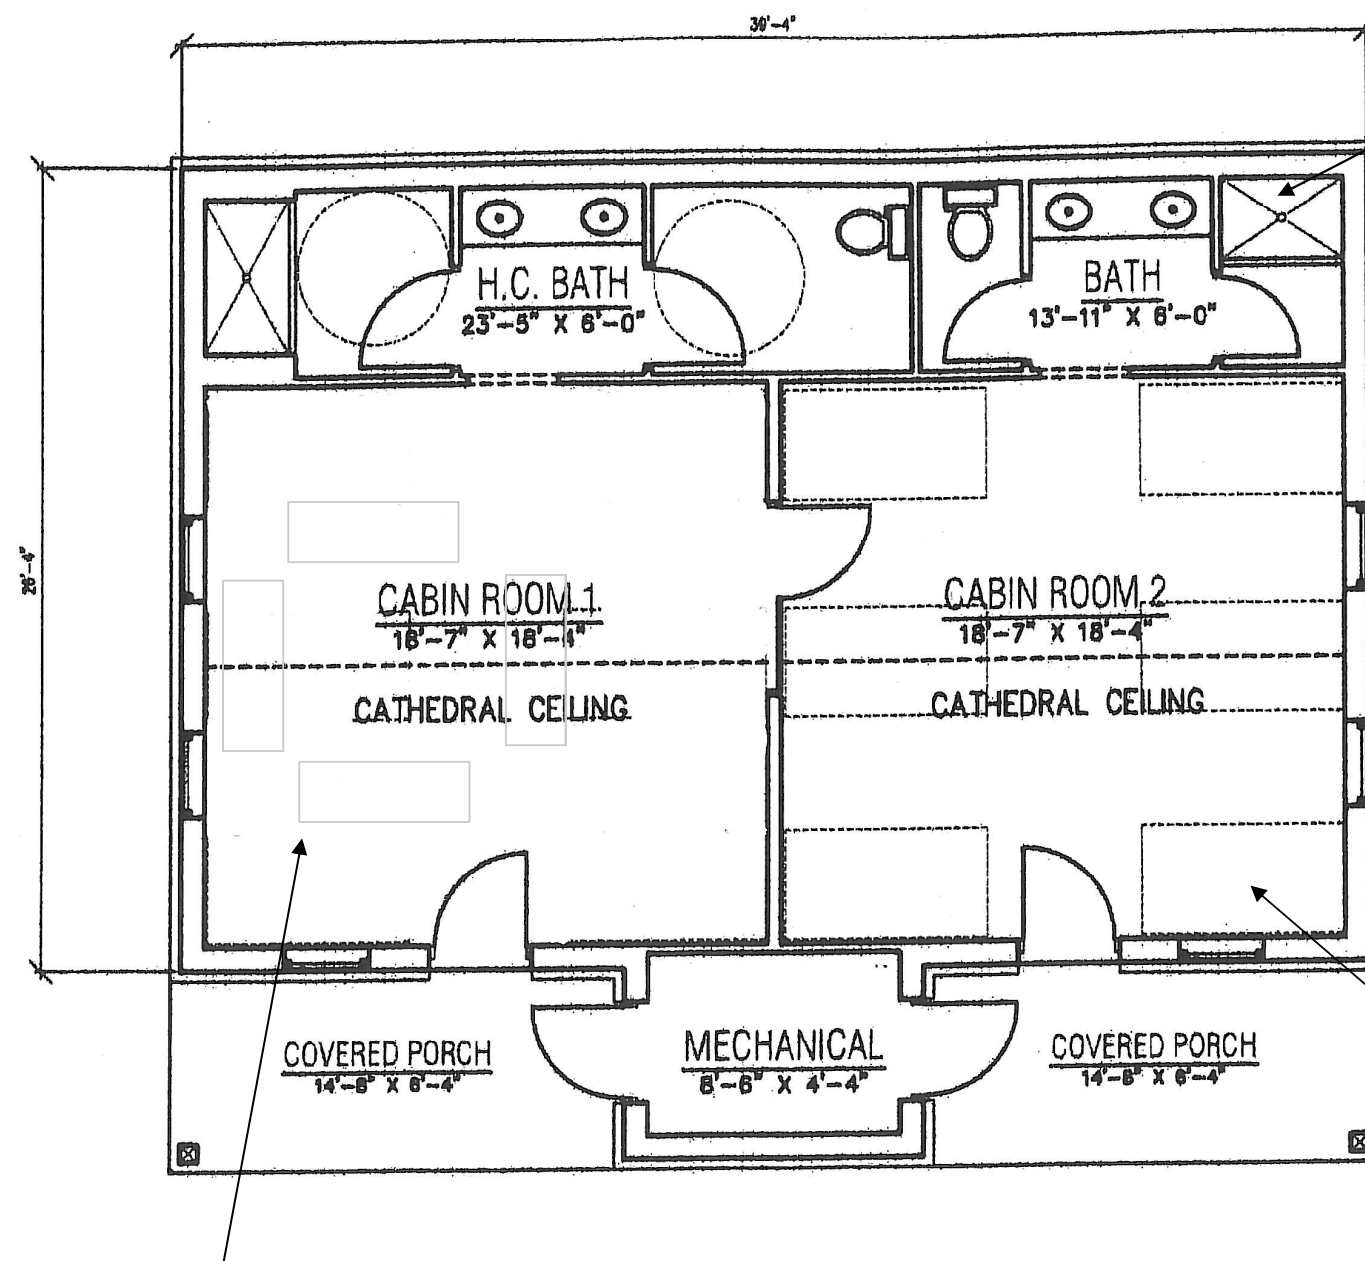 39'-4"
H.C. BATH
23'-5" X 6'-0"
BATH
13'-11" X 6'-0"
26'-4"
CABIN ROOM 1
18'-7" X 18'-4"
CATHEDRAL CEILING
CABIN ROOM 2
18'-7" X 18'-4"
CATHEDRAL CEILING
COVERED PORCH
14'-8" X 6'-4"
MECHANICAL
8'-6" X 4'-4"
COVERED PORCH
14'-8" X 6'-4"